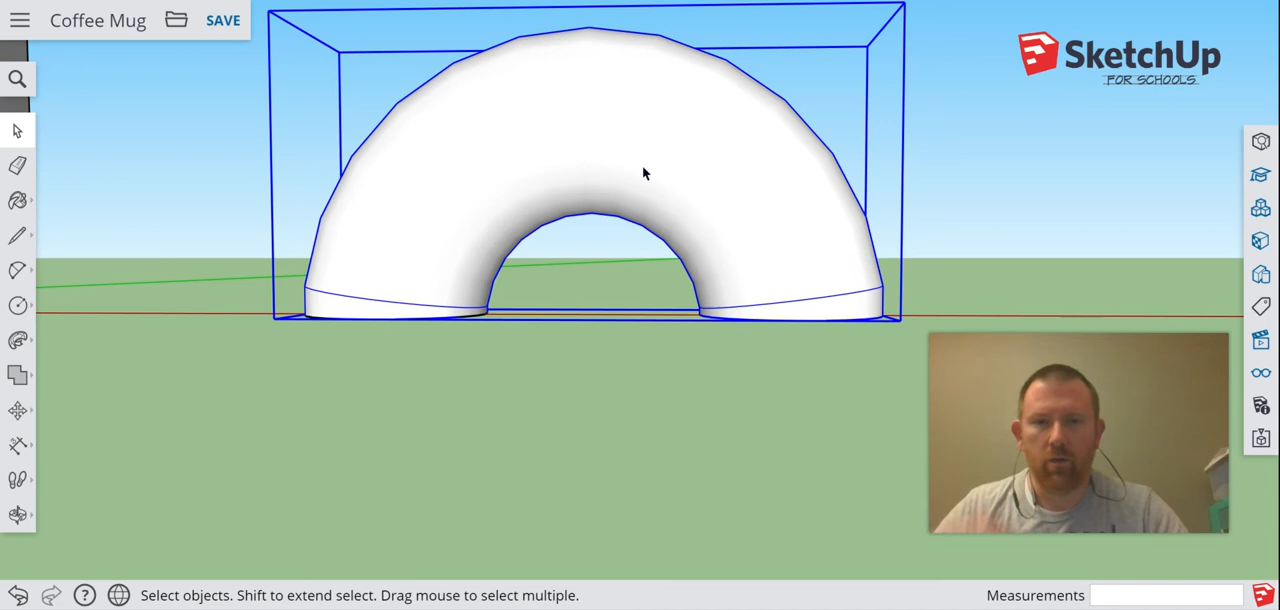 Coffee Mug SAVE
SketchUp
FOR SCHOOLS
Select objects. Shift to extend select. Drag mouse to select multiple.
Measurements